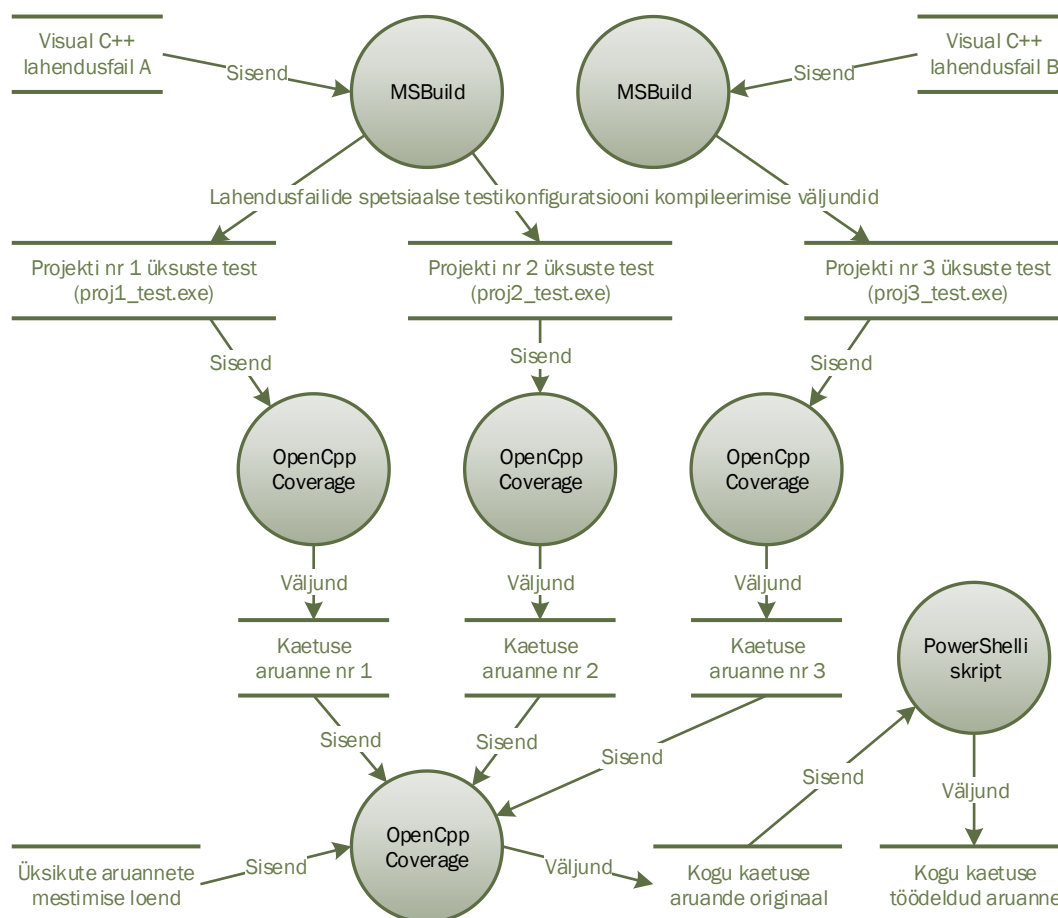 Visual C++
lahendusfail A
Sisend
MSBuild
MSBuild
Sisend
Visual C++
lahendusfail B
Lahendusfailide spetsiaalse testikonfiguratsiooni kompileerimise väljundid
Projekti nr 1 üksuste test
(proj1_test.exe)
Projekti nr 2 üksuste test
(proj2_test.exe)
Projekti nr 3 üksuste test
(proj3_test.exe)
Sisend
Sisend
Sisend
OpenCpp
Coverage
OpenCpp
Coverage
OpenCpp
Coverage
Väljund
Väljund
Väljund
Kaetuse
aruanne nr 1
Kaetuse
aruanne nr 2
Kaetuse
aruanne nr 3
PowerShelli
skript
Sisend
Sisend
Sisend
Sisend
Väljund
Üksikute aruannete
mestimise loend
Sisend
OpenCpp
Coverage
Väljund
Kogu kaetuse
aruande originaal
Kogu kaetuse
töödeldud aruanne